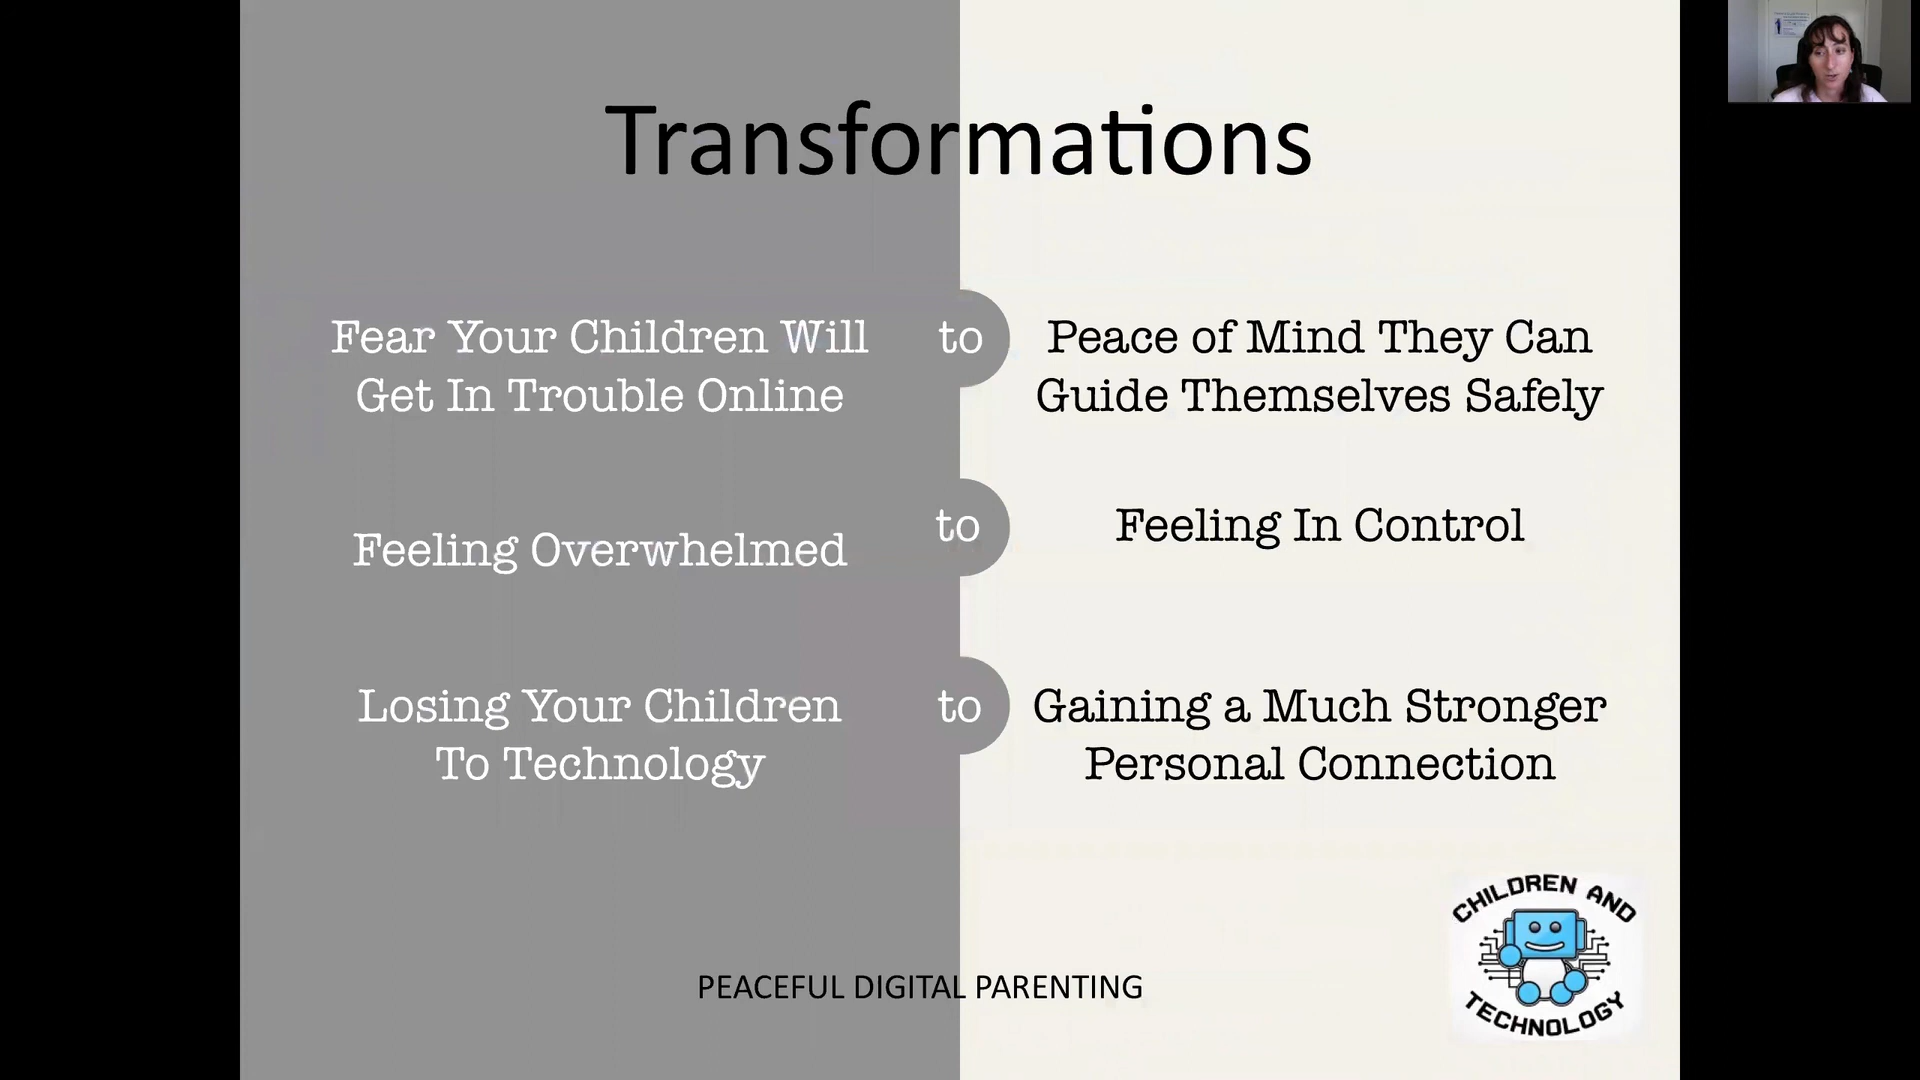 Transformations
Fear Your Children Will
Get In Trouble Online
to
Peace of Mind They Can
Guide Themselves Safely
Feeling Overwhelmed
to
Feeling In Control
Losing Your Children
To Technology
to
Gaining a Much Stronger
Personal Connection
PEACEFUL DIGITAL PARENTING
CHILDREN AND
TECHNOLOGY